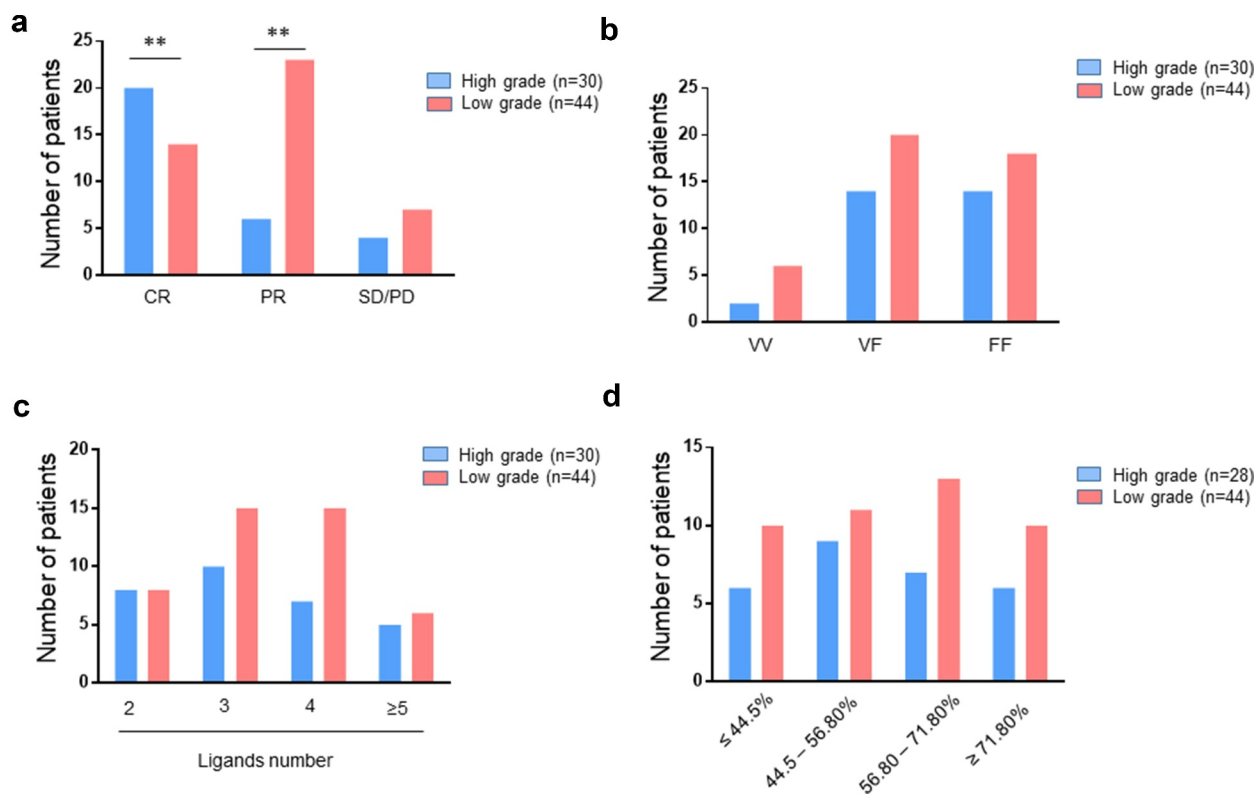 a
Number of patients
25
20
15
10
5
0
** **
CR PR SD/PD
High grade (n=30)
Low grade (n=44)
b
Number of patients
25
20
15
10
5
0
VV VF FF
High grade (n=30)
Low grade (n=44)
c
Number of patients
20
15
10
5
0
2 3 4 ≥5
Ligands number
High grade (n=30)
Low grade (n=44)
d
Number of patients
15
10
5
0
≤ 44.5% 44.5 – 56.80% 56.80 – 71.80% ≥ 71.80%
High grade (n=28)
Low grade (n=44)